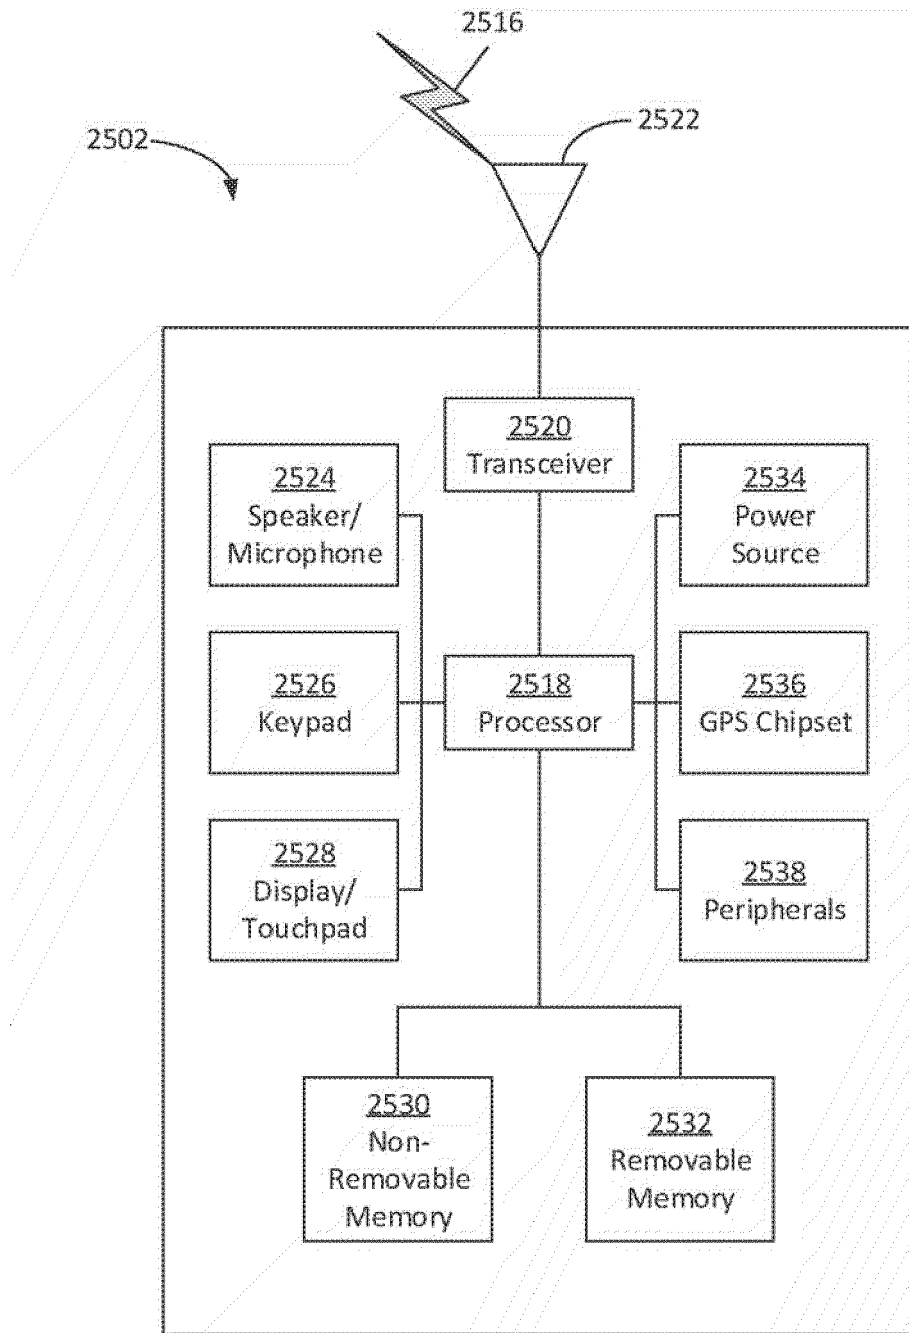 2516
2522
2502
2520
Transceiver
2524
Speaker/
Microphone
2534
Power
Source
2526
Keypad
2518
Processor
2536
GPS Chipset
2528
Display/
Touchpad
2538
Peripherals
2530
Non-
Removable
Memory
2532
Removable
Memory